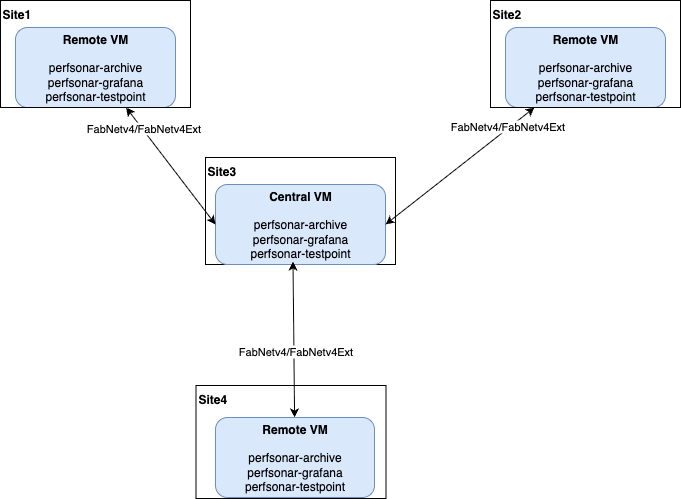 Site1
Remote VM
perfsonar-archive
perfsonar-grafana
perfsonar-testpoint
Site2
Remote VM
perfsonar-archive
perfsonar-grafana
perfsonar-testpoint
FabNetv4/FabNetv4Ext
FabNetv4/FabNetv4Ext
Site3
Central VM
perfsonar-archive
perfsonar-grafana
perfsonar-testpoint
FabNetv4/FabNetv4Ext
Site4
Remote VM
perfsonar-archive
perfsonar-grafana
perfsonar-testpoint